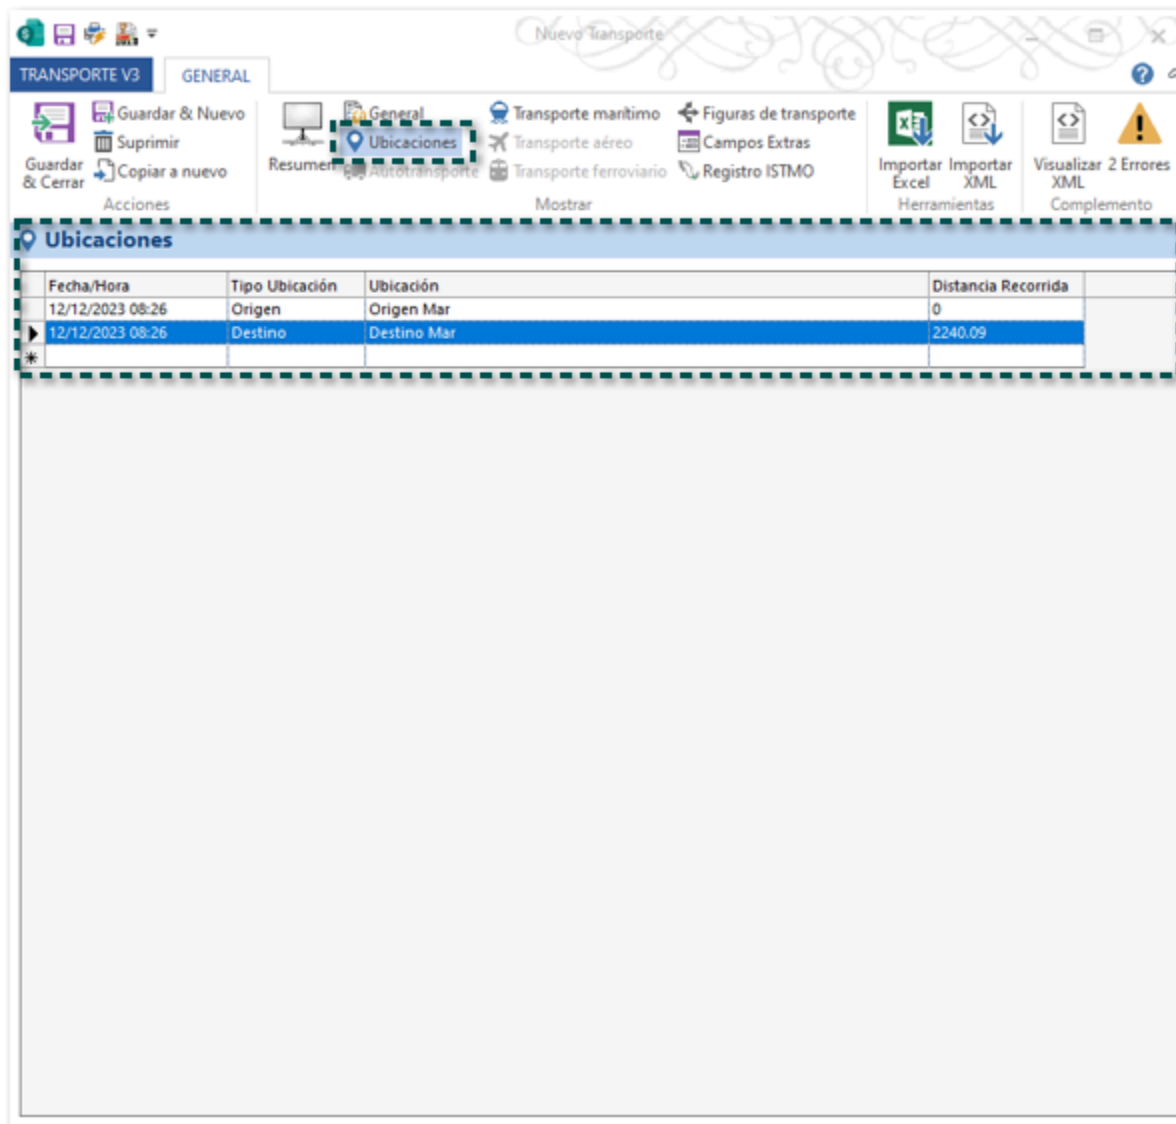 Nuevo Transporte
TRANSPORTE V3 GENERAL
Guardar & Cerrar
Guardar & Nuevo
Suprimir
Copiar a nuevo
Acciones
Resumen
General
Ubicaciones
Autotransporte
Transporte marítimo
Transporte aéreo
Transporte ferroviario
Figuras de transporte
Campos Extras
Registro ISTMO
Mostrar
Importar Excel
Importar XML
Herramientas
Visualizar XML
2 Errores
Complemento
Ubicaciones
Fecha/Hora Tipo Ubicación Ubicación Distancia Recorrida
12/12/2023 08:26 Origen Origen Mar 0
12/12/2023 08:26 Destino Destino Mar 2240.09